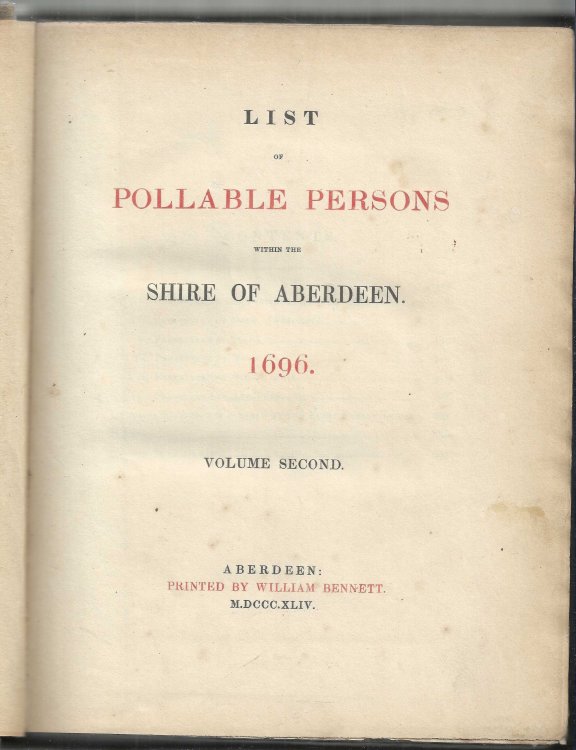 LIST
OF
POLLABLE PERSONS
WITHIN THE
SHIRE OF ABERDEEN.
1696.
VOLUME SECOND.
ABERDEEN:
PRINTED BY WILLIAM BENNETT.
M.DCCC.XLIV.